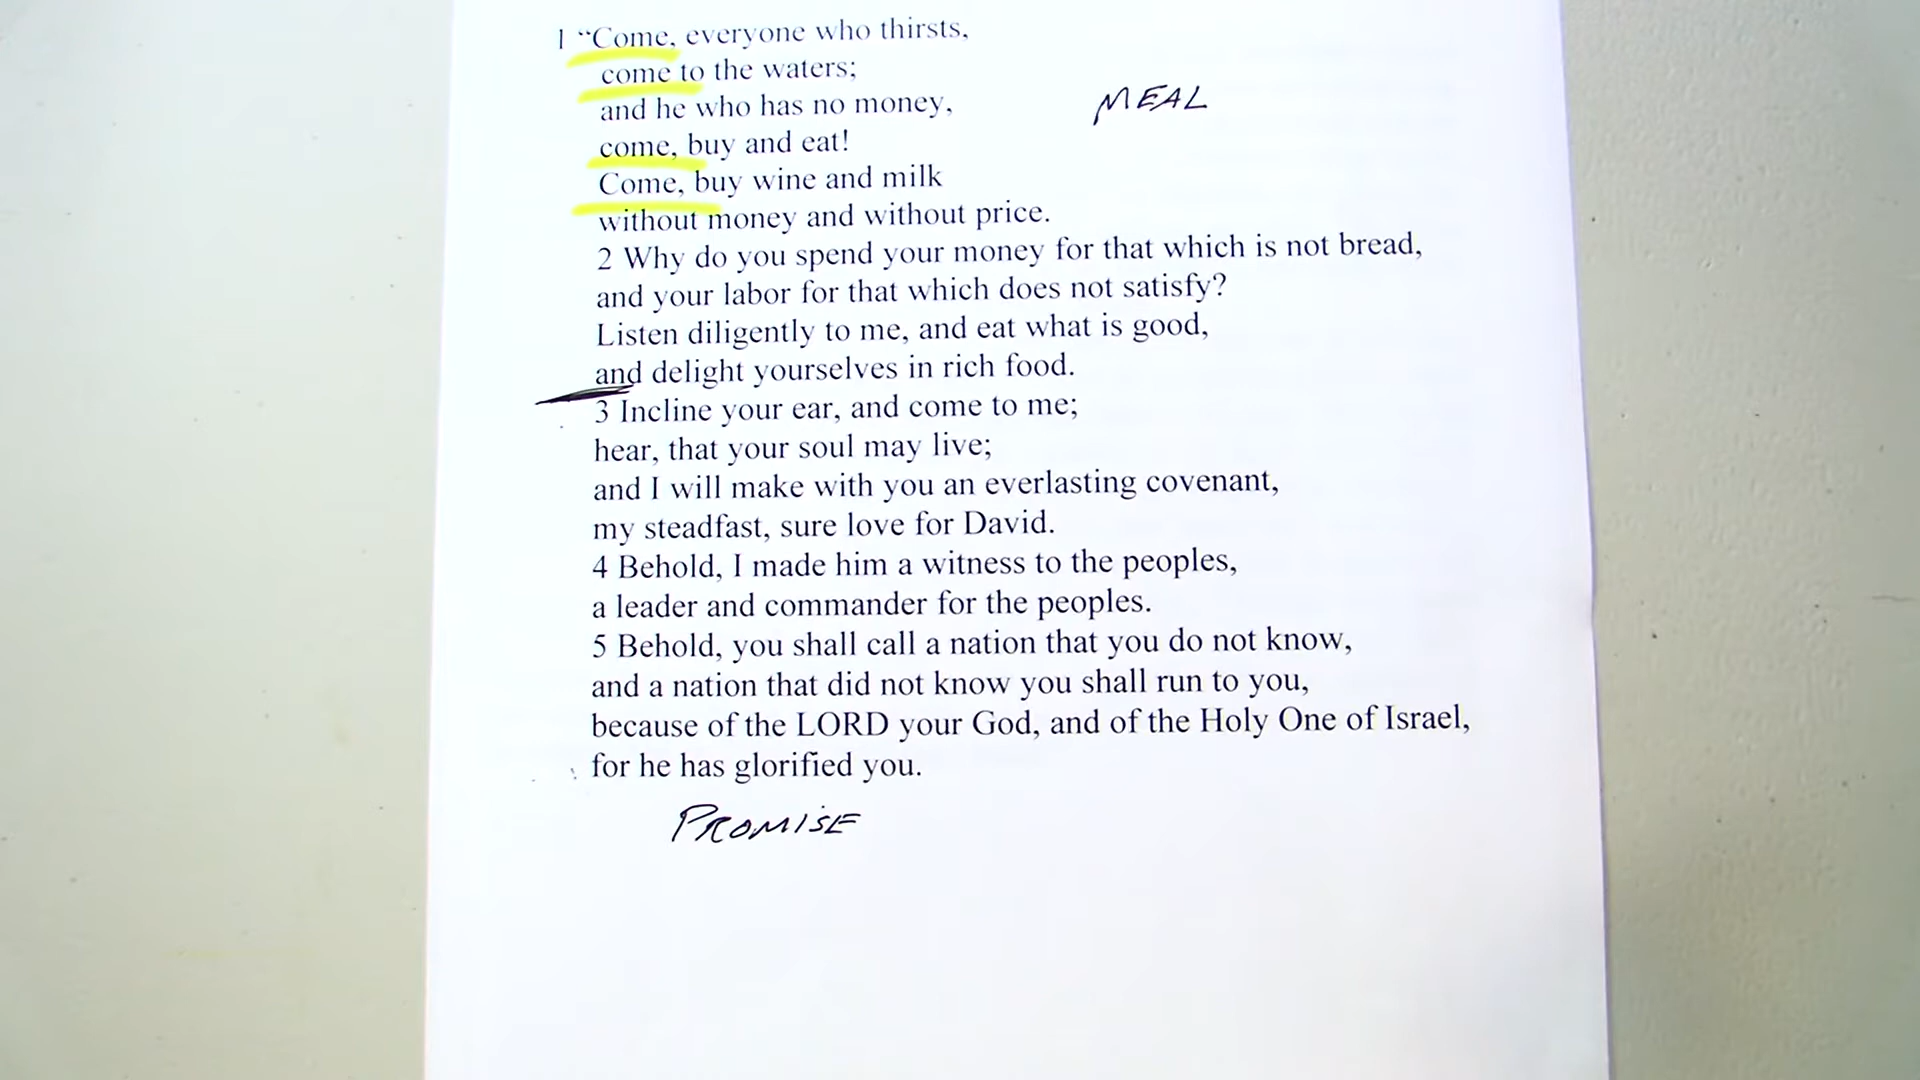 1 “Come, everyone who thirsts,
come to the waters;
and he who has no money,
MEAL
come, buy and eat!
Come, buy wine and milk
without money and without price.
2 Why do you spend your money for that which is not bread,
and your labor for that which does not satisfy?
Listen diligently to me, and eat what is good,
and delight yourselves in rich food.
3 Incline your ear, and come to me;
hear, that your soul may live;
and I will make with you an everlasting covenant,
my steadfast, sure love for David.
4 Behold, I made him a witness to the peoples,
a leader and commander for the peoples.
5 Behold, you shall call a nation that you do not know,
and a nation that did not know you shall run to you,
because of the LORD your God, and of the Holy One of Israel,
for he has glorified you.
PROMISE